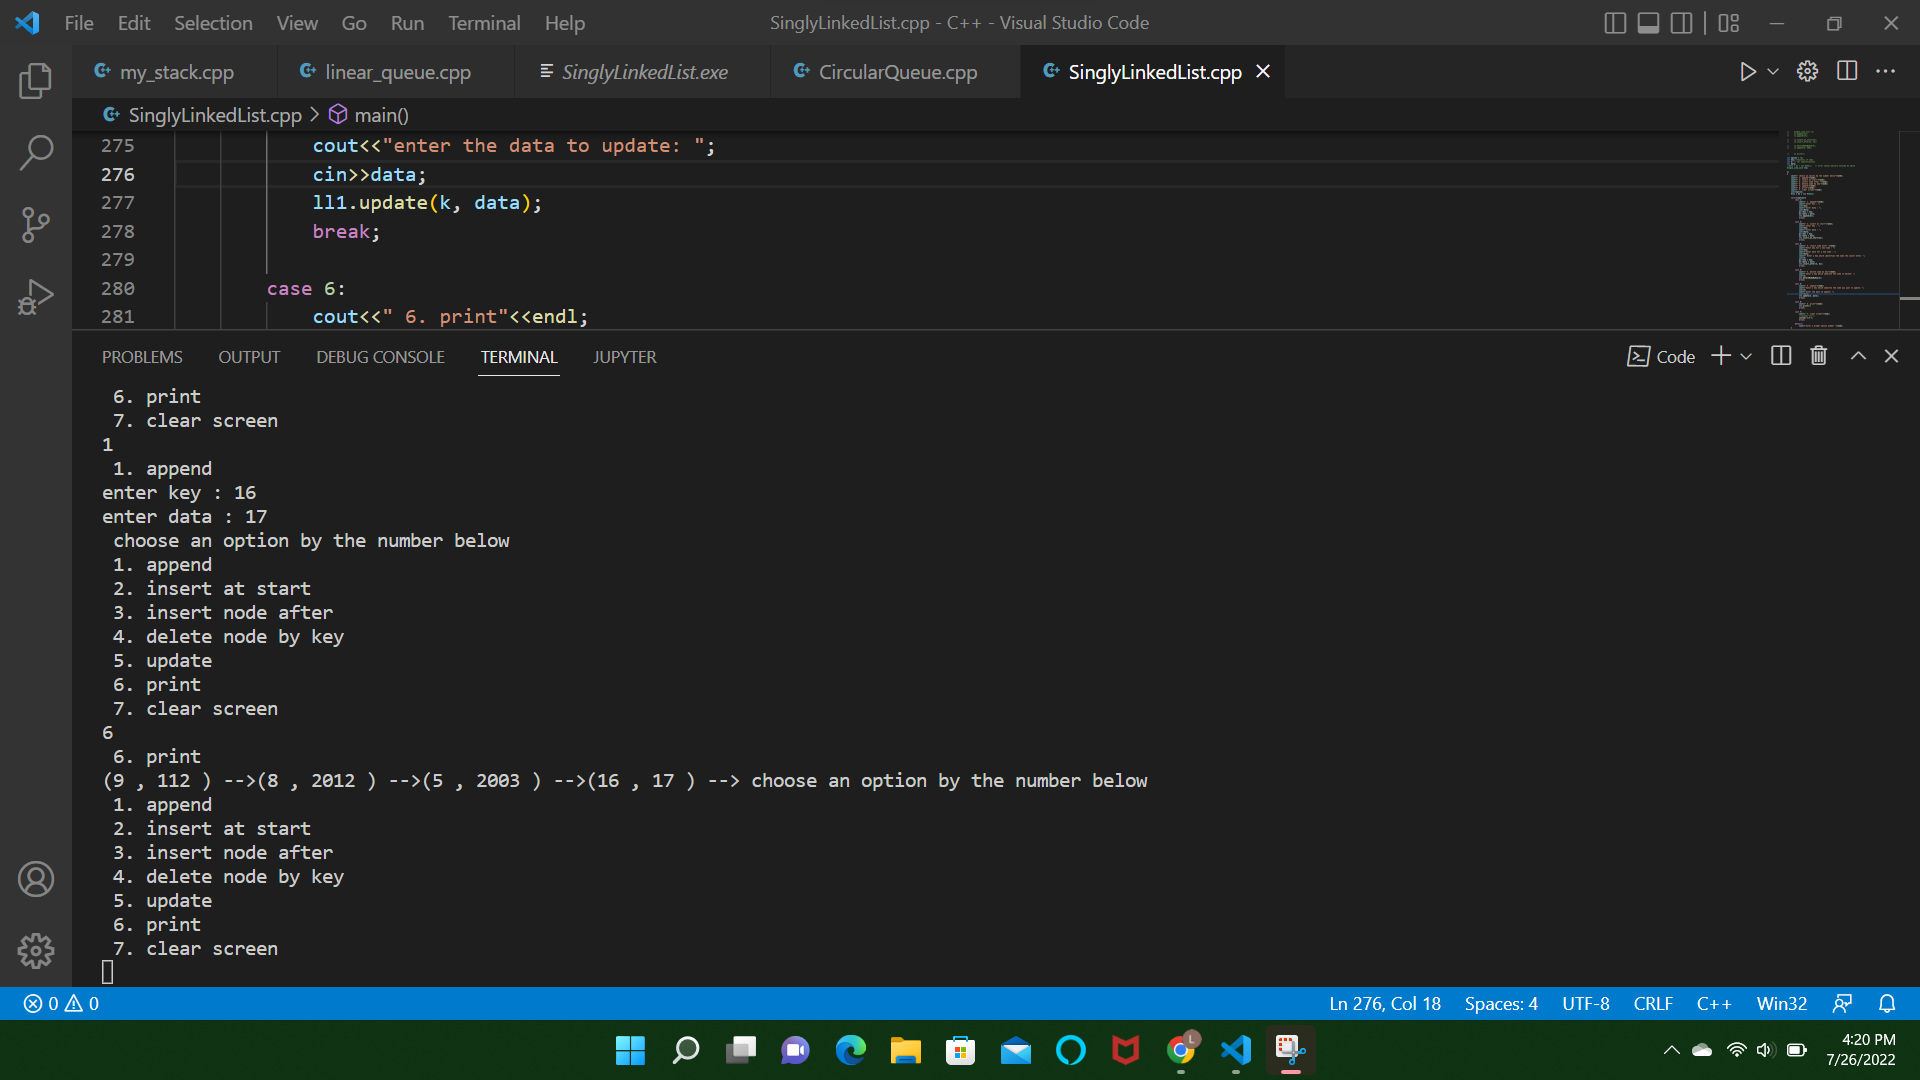 File Edit Selection View Go Run Terminal Help
SinglyLinkedList.cpp - C++ - Visual Studio Code
my_stack.cpp
linear_queue.cpp
SinglyLinkedList.exe
CircularQueue.cpp
SinglyLinkedList.cpp
SinglyLinkedList.cpp > main()
275 cout<<"enter the data to update: ";
276 cin>>data;
277 ll1.update(k, data);
278 break;
279
280 case 6:
281 cout<<" 6. print"<<endl;
PROBLEMS OUTPUT DEBUG CONSOLE TERMINAL JUPYTER
Code
6. print
7. clear screen
1
1. append
enter key : 16
enter data : 17
choose an option by the number below
1. append
2. insert at start
3. insert node after
4. delete node by key
5. update
6. print
7. clear screen
6
6. print
(9 , 112 ) -->(8 , 2012 ) -->(5 , 2003 ) -->(16 , 17 ) --> choose an option by the number below
1. append
2. insert at start
3. insert node after
4. delete node by key
5. update
6. print
7. clear screen
0 0
Ln 276, Col 18 Spaces: 4 UTF-8 CRLF C++ Win32
L
4:20 PM
7/26/2022